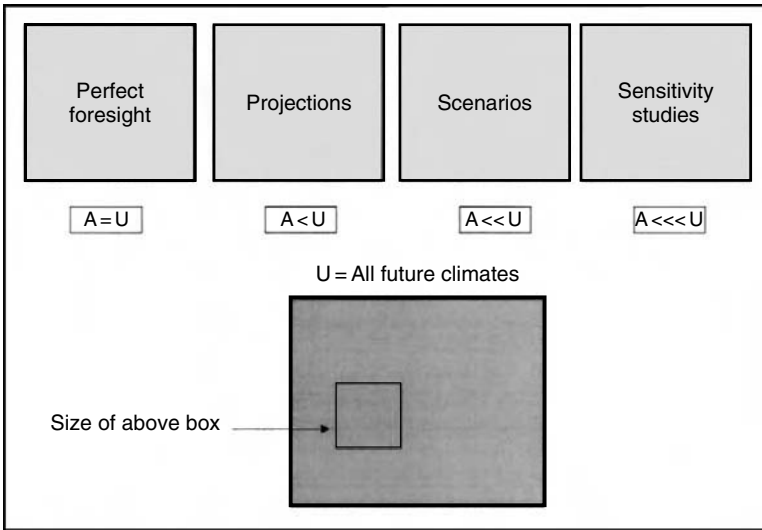 Perfect
foresight
Projections
Scenarios
Sensitivity
studies
A = U
A < U
A << U
A <<< U
U = All future climates
Size of above box